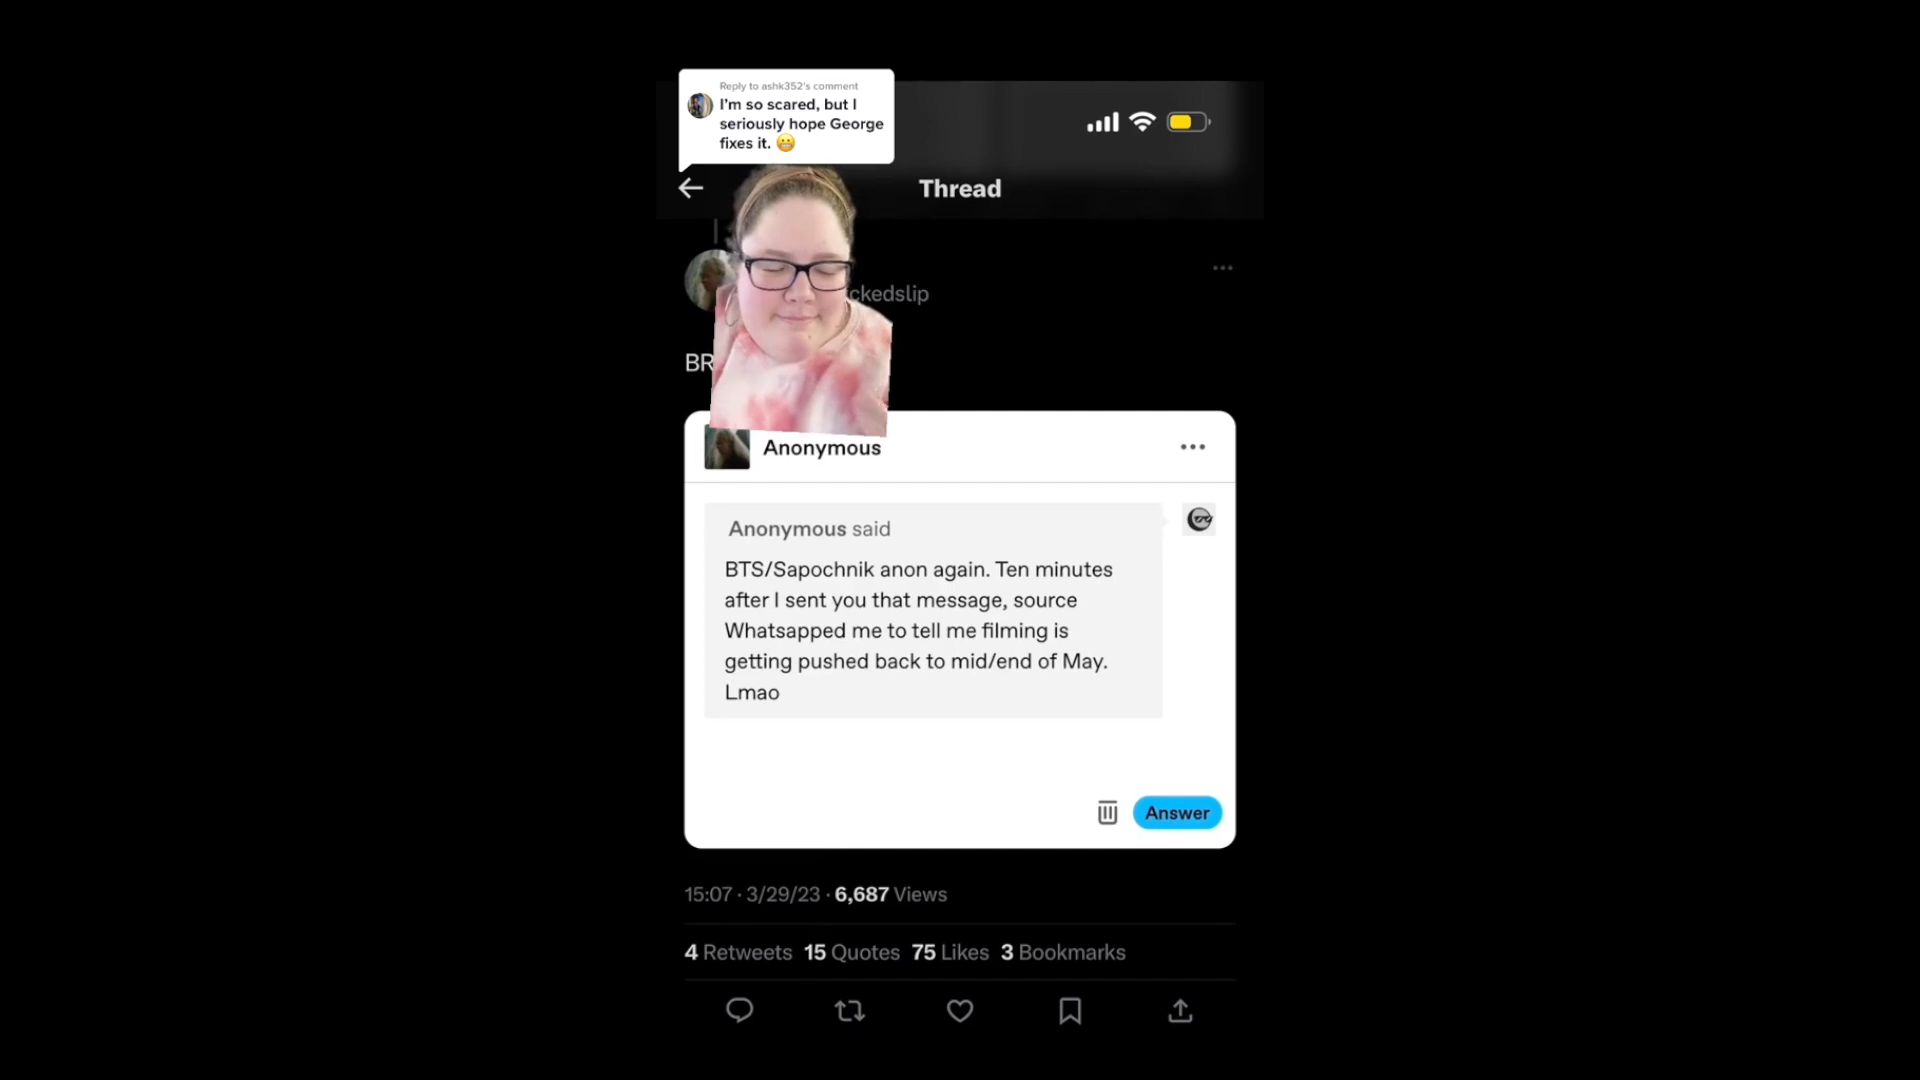 Reply to ashk352's comment
I'm so scared, but I
seriously hope George
fixes it. 😬
Thread
ckedslip
BR
Anonymous
Anonymous said
BTS/Sapochnik anon again. Ten minutes
after I sent you that message, source
Whatsapped me to tell me filming is
getting pushed back to mid/end of May.
Lmao
Answer
15:07 · 3/29/23 · 6,687 Views
4 Retweets 15 Quotes 75 Likes 3 Bookmarks